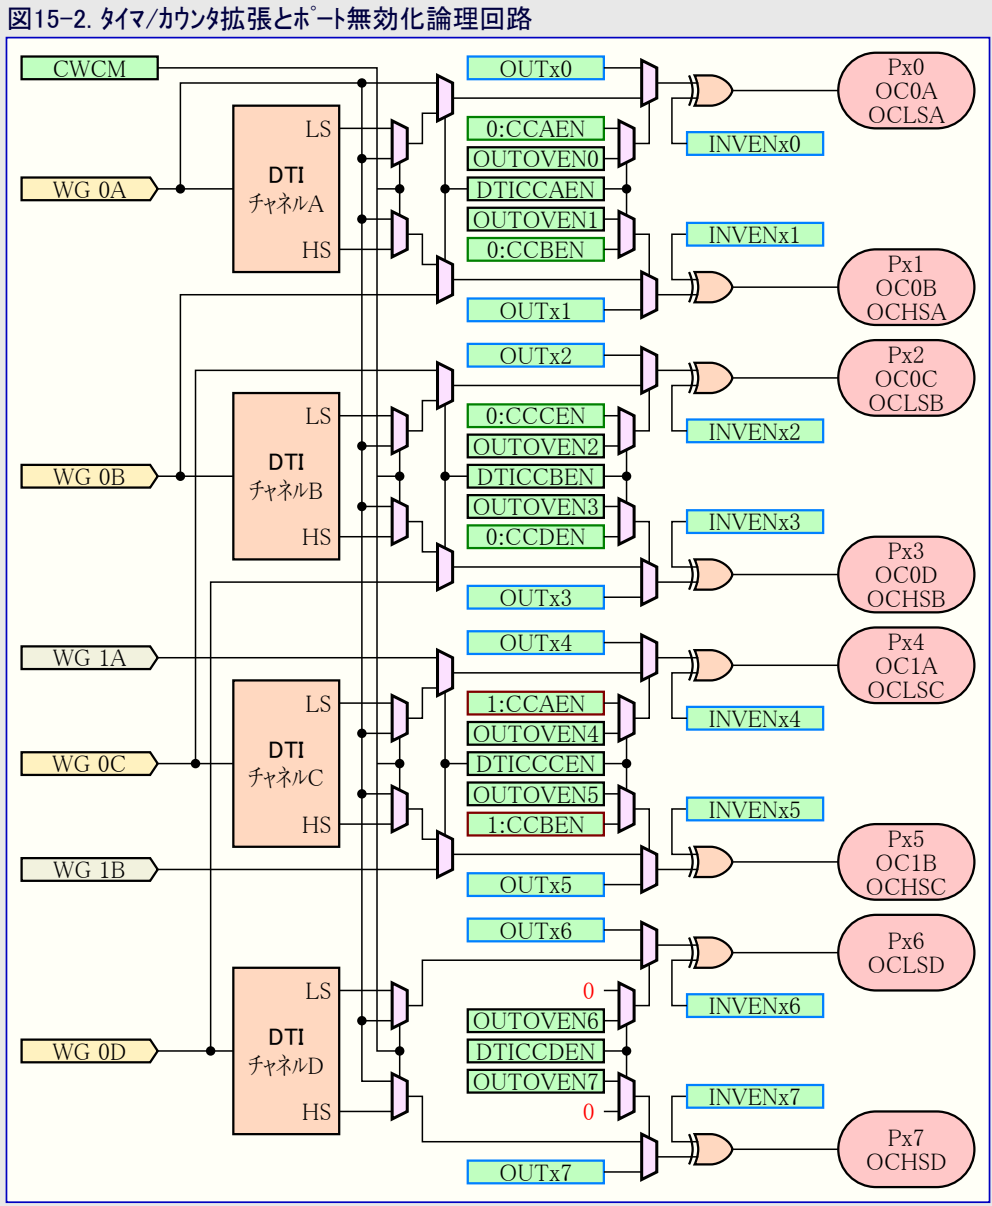 図15-2. タイマ/カウンタ拡張とポート無効化論理回路
CWCM
OUTx0
Px0
OC0A
OCLSA
LS
0:CCAEN
INVENx0
DTI
チャネルA
OUTOVEN0
WG 0A
DTICCAEN
OUTOVEN1
INVENx1
HS
0:CCBEN
Px1
OC0B
OCHSA
OUTx1
OUTx2
Px2
OC0C
OCLSB
LS
0:CCCEN
INVENx2
DTI
チャネルB
OUTOVEN2
WG 0B
DTICCBEN
OUTOVEN3
INVENx3
HS
0:CCDEN
Px3
OC0D
OCHSB
OUTx3
OUTx4
Px4
OC1A
OCLSC
WG 1A
LS
1:CCAEN
INVENx4
DTI
チャネルC
OUTOVEN4
WG 0C
DTICCCEN
OUTOVEN5
INVENx5
HS
1:CCBEN
Px5
OC1B
OCHSC
WG 1B
OUTx5
OUTx6
Px6
OCLSD
LS
0
INVENx6
DTI
チャネルD
OUTOVEN6
WG 0D
DTICCDEN
OUTOVEN7
INVENx7
HS
0
Px7
OCHSD
OUTx7